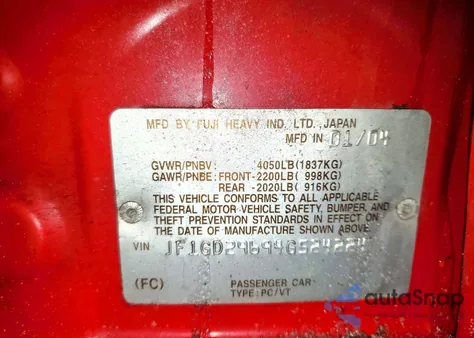 MFD BY FUJI HEAVY IND. LTD., JAPAN
MFD IN 01/04
GVWR/PNBV: 4050LB(1837KG)
GAWR/PNBE: FRONT-2200LB( 998KG)
REAR -2020LB( 916KG)
THIS VEHICLE CONFORMS TO ALL APPLICABLE
FEDERAL MOTOR VEHICLE SAFETY, BUMPER, AND
THEFT PREVENTION STANDARDS IN EFFECT ON
THE DATE OF MANUFACTURE SHOWN ABOVE.
VIN JF1GD29694G524224
(FC) PASSENGER CAR
TYPE: PC/VT
autoSnap